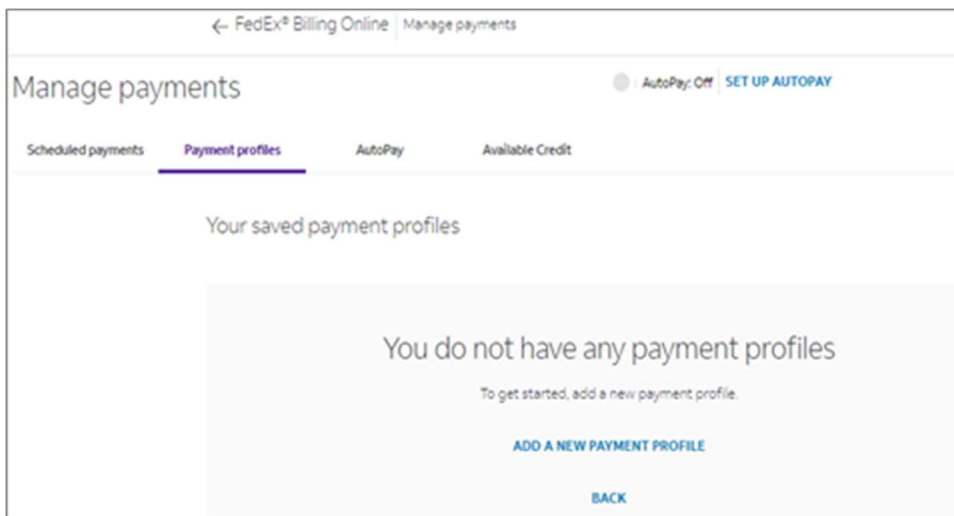 ← FedEx® Billing Online | Manage payments
Manage payments
AutoPay: Off | SET UP AUTOPAY
Scheduled payments Payment profiles AutoPay Available Credit
Your saved payment profiles
You do not have any payment profiles
To get started, add a new payment profile.
ADD A NEW PAYMENT PROFILE
BACK